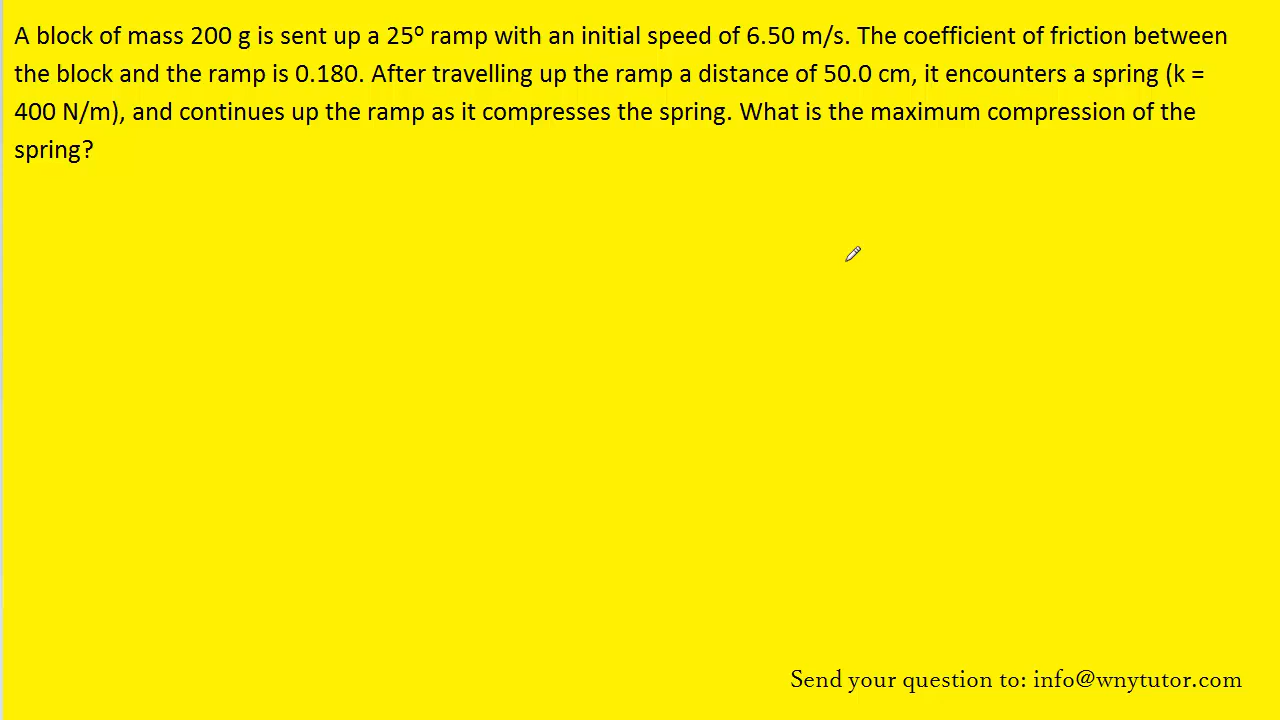 A block of mass 200 g is sent up a 25º ramp with an initial speed of 6.50 m/s. The coefficient of friction between
the block and the ramp is 0.180. After travelling up the ramp a distance of 50.0 cm, it encounters a spring (k =
400 N/m), and continues up the ramp as it compresses the spring. What is the maximum compression of the
spring?
Send your question to: info@wnytutor.com